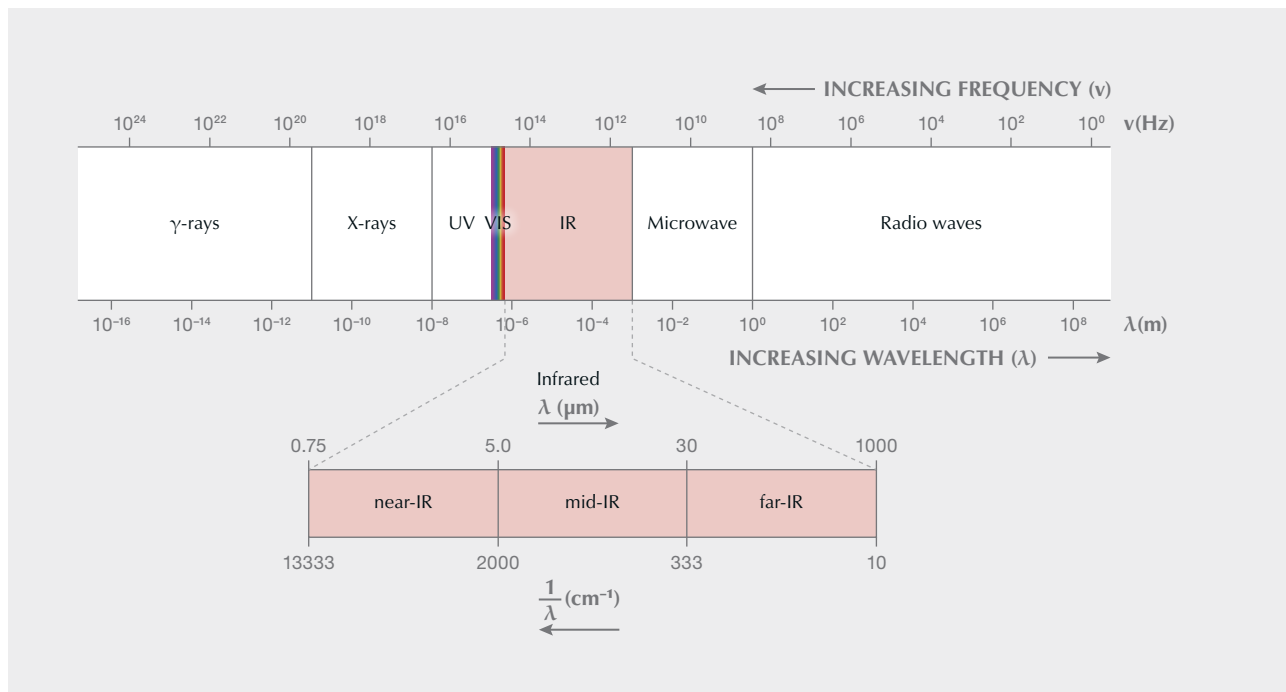 INCREASING FREQUENCY (ν)
10²⁴ 10²² 10²⁰ 10¹⁸ 10¹⁶ 10¹⁴ 10¹² 10¹⁰ 10⁸ 10⁶ 10⁴ 10² 10⁰ ν(Hz)
γ-rays X-rays UV VIS IR Microwave Radio waves
10⁻¹⁶ 10⁻¹⁴ 10⁻¹² 10⁻¹⁰ 10⁻⁸ 10⁻⁶ 10⁻⁴ 10⁻² 10⁰ 10² 10⁴ 10⁶ 10⁸ λ(m)
INCREASING WAVELENGTH (λ)
Infrared
λ (µm)
0.75 5.0 30 1000
near-IR mid-IR far-IR
13333 2000 333 10
1
λ (cm⁻¹)